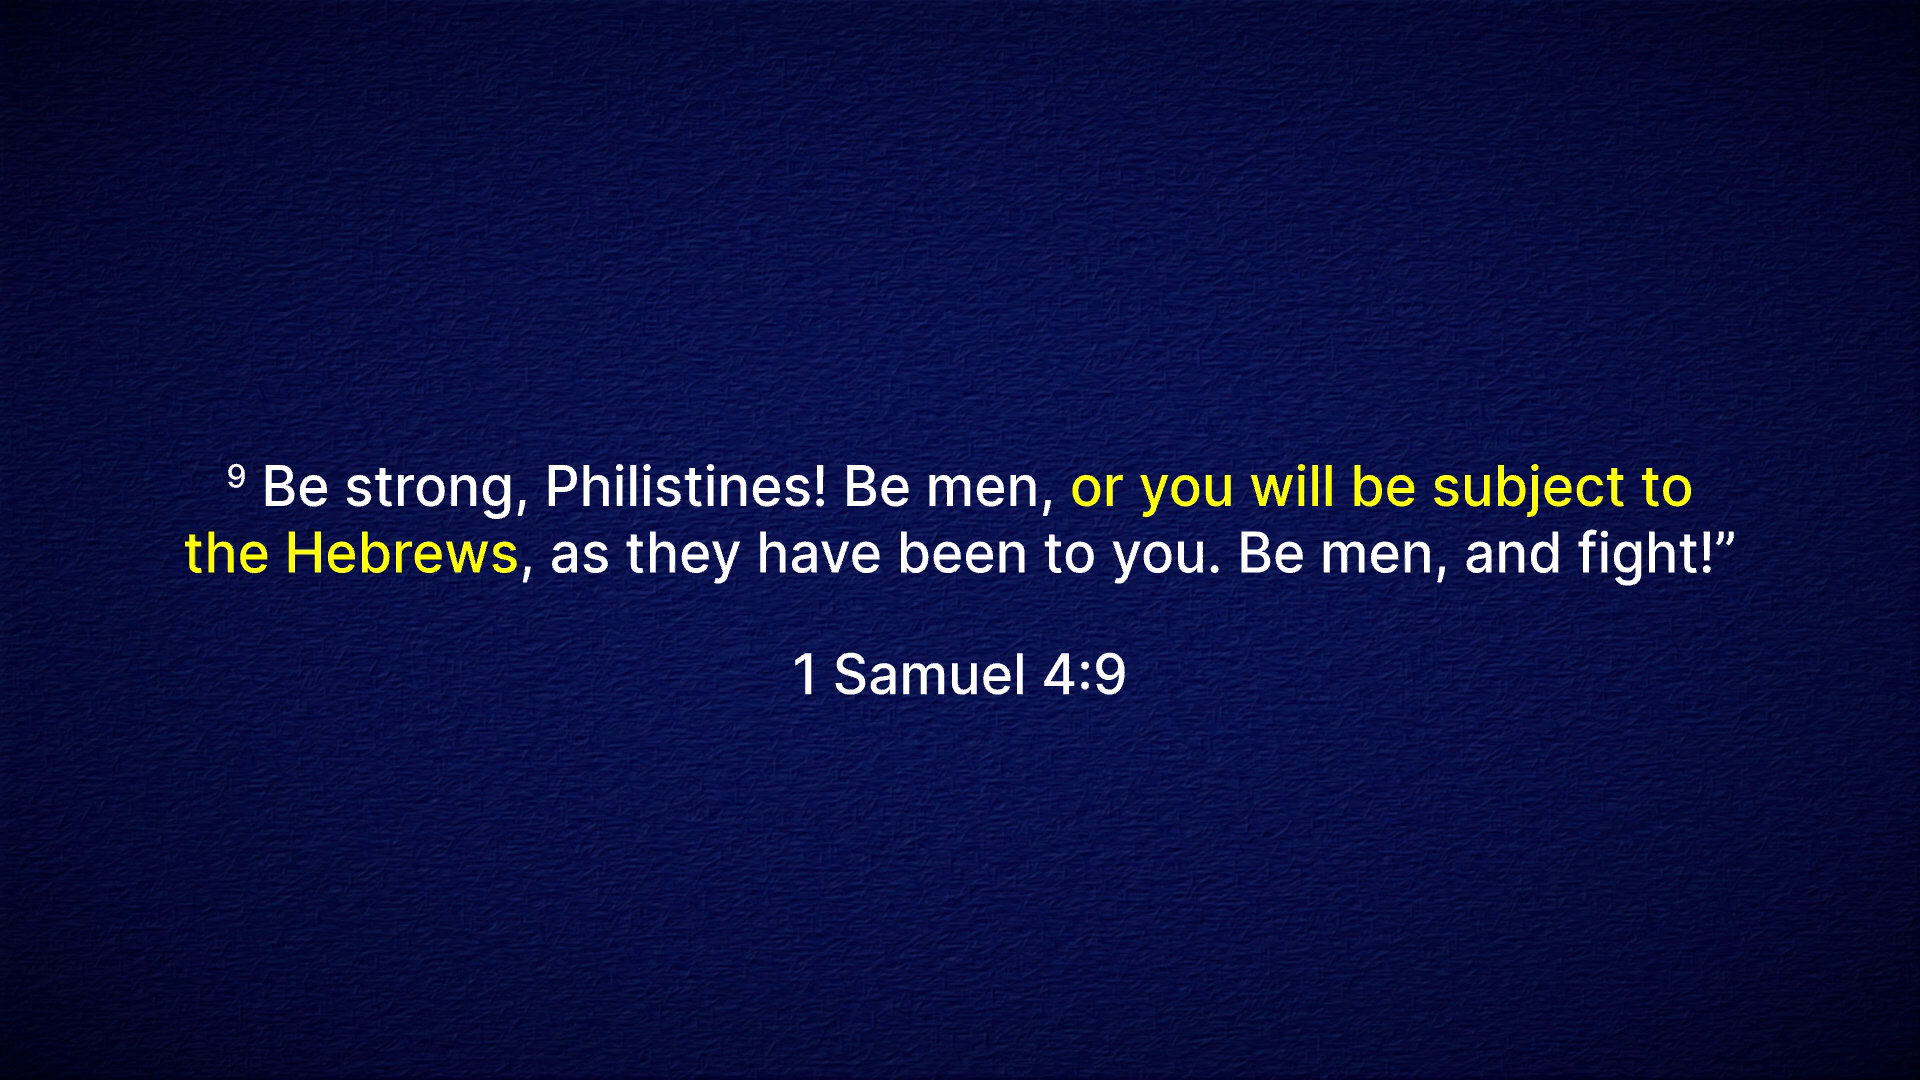 ⁹ Be strong, Philistines! Be men, or you will be subject to
the Hebrews, as they have been to you. Be men, and fight!”
1 Samuel 4:9